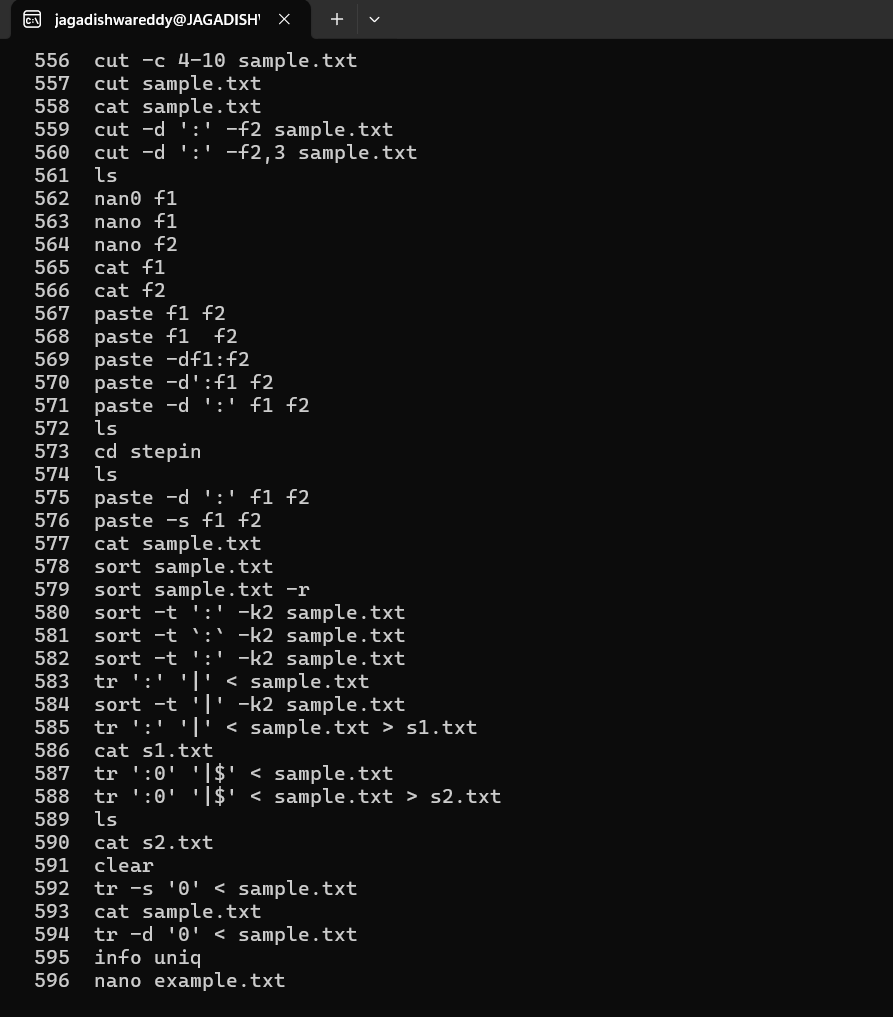 jagadishwareddy@JAGADISH'
556 cut -c 4-10 sample.txt
557 cut sample.txt
558 cat sample.txt
559 cut -d ':' -f2 sample.txt
560 cut -d ':' -f2,3 sample.txt
561 ls
562 nan0 f1
563 nano f1
564 nano f2
565 cat f1
566 cat f2
567 paste f1 f2
568 paste f1  f2
569 paste -df1:f2
570 paste -d':f1 f2
571 paste -d ':' f1 f2
572 ls
573 cd stepin
574 ls
575 paste -d ':' f1 f2
576 paste -s f1 f2
577 cat sample.txt
578 sort sample.txt
579 sort sample.txt -r
580 sort -t ':' -k2 sample.txt
581 sort -t `:` -k2 sample.txt
582 sort -t ':' -k2 sample.txt
583 tr ':' '|' < sample.txt
584 sort -t '|' -k2 sample.txt
585 tr ':' '|' < sample.txt > s1.txt
586 cat s1.txt
587 tr ':0' '|$' < sample.txt
588 tr ':0' '|$' < sample.txt > s2.txt
589 ls
590 cat s2.txt
591 clear
592 tr -s '0' < sample.txt
593 cat sample.txt
594 tr -d '0' < sample.txt
595 info uniq
596 nano example.txt